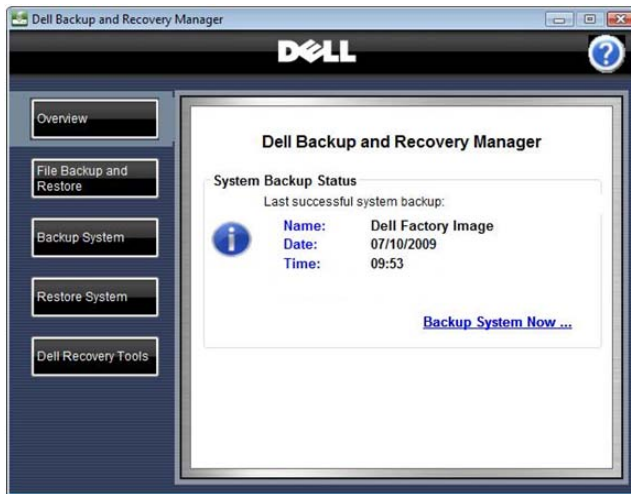 Dell Backup and Recovery Manager
DELL
?
Overview
File Backup and
Restore
Backup System
Restore System
Dell Recovery Tools
Dell Backup and Recovery Manager
System Backup Status
Last successful system backup:
Name: Dell Factory Image
Date: 07/10/2009
Time: 09:53
Backup System Now ...